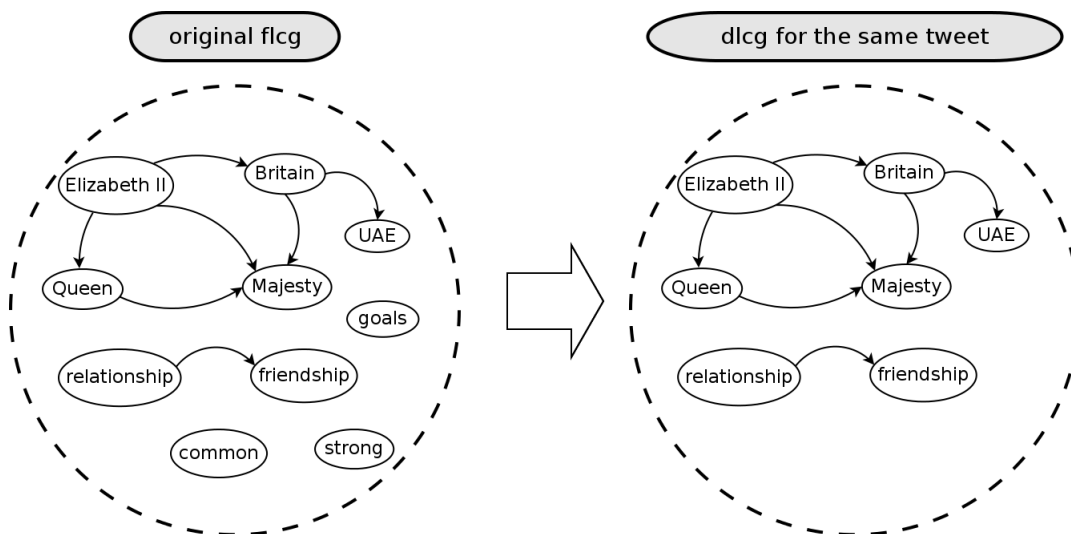 original flcg
Elizabeth II
Britain
UAE
Queen
Majesty
goals
relationship
friendship
common
strong
dlcg for the same tweet
Elizabeth II
Britain
UAE
Queen
Majesty
relationship
friendship